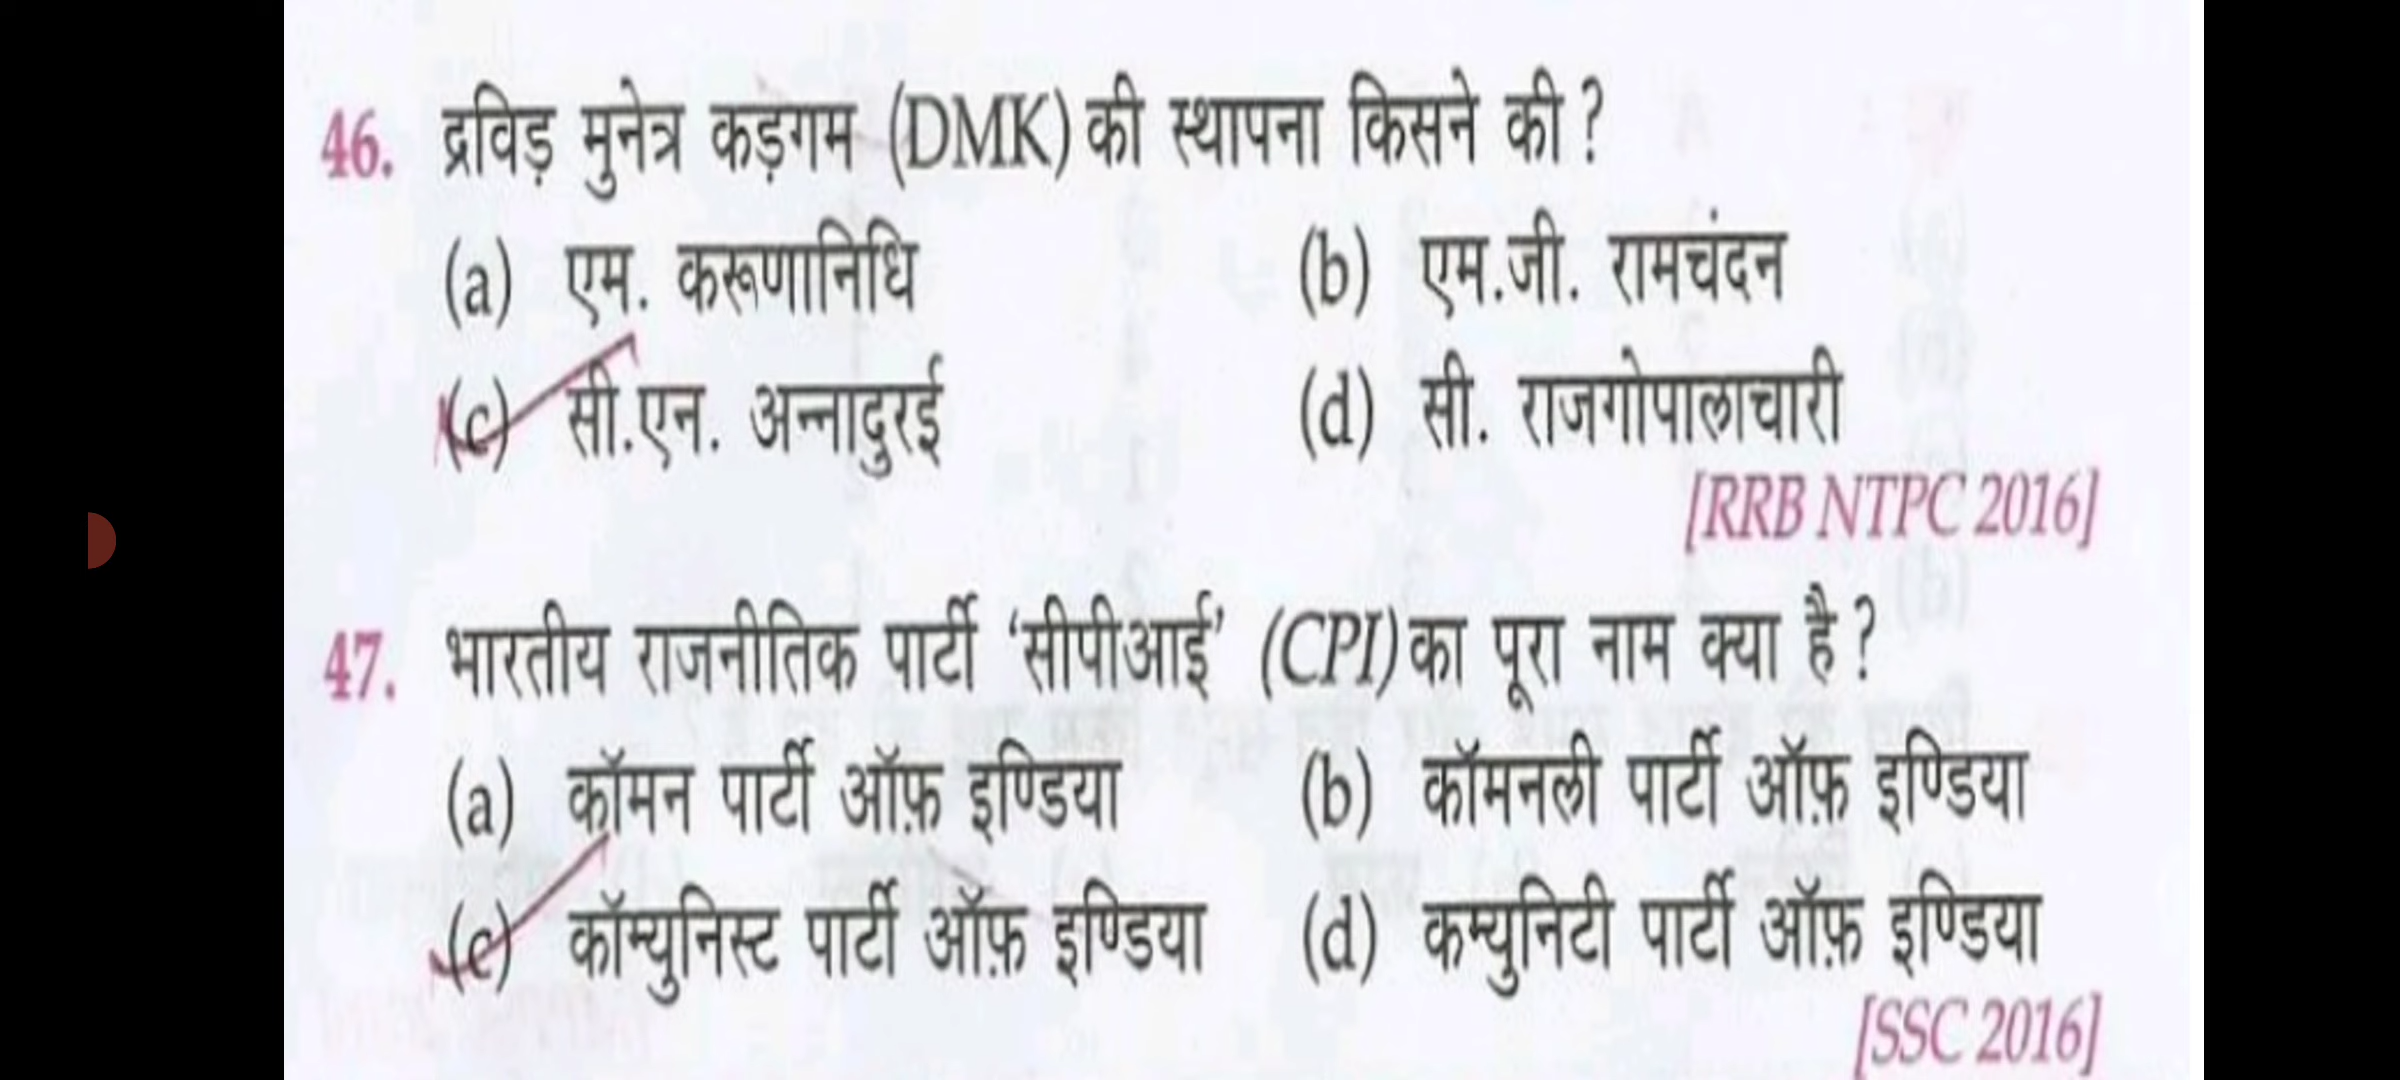 46. द्रविड़ मुनेत्र कड़गम (DMK) की स्थापना किसने की ?
(a) एम. करूणानिधि (b) एम.जी. रामचंदन
(c) सी.एन. अन्नादुरई (d) सी. राजगोपालाचारी
[RRB NTPC 2016]
47. भारतीय राजनीतिक पार्टी ‘सीपीआई’ (CPI) का पूरा नाम क्या है ?
(a) कॉमन पार्टी ऑफ़ इण्डिया (b) कॉमनली पार्टी ऑफ़ इण्डिया
(c) कॉम्युनिस्ट पार्टी ऑफ़ इण्डिया (d) कम्युनिटी पार्टी ऑफ़ इण्डिया
[SSC 2016]